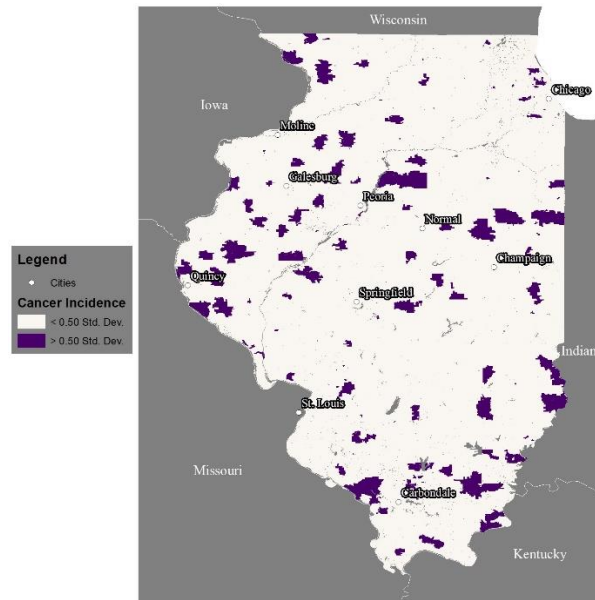 Wisconsin
Chicago
Iowa
Moline
Galesburg
Peoria
Normal
Champaign
Legend
Cities
Cancer Incidence
< 0.50 Std. Dev.
> 0.50 Std. Dev.
Quincy
Springfield
Indian
St. Louis
Missouri
Carbondale
Kentucky